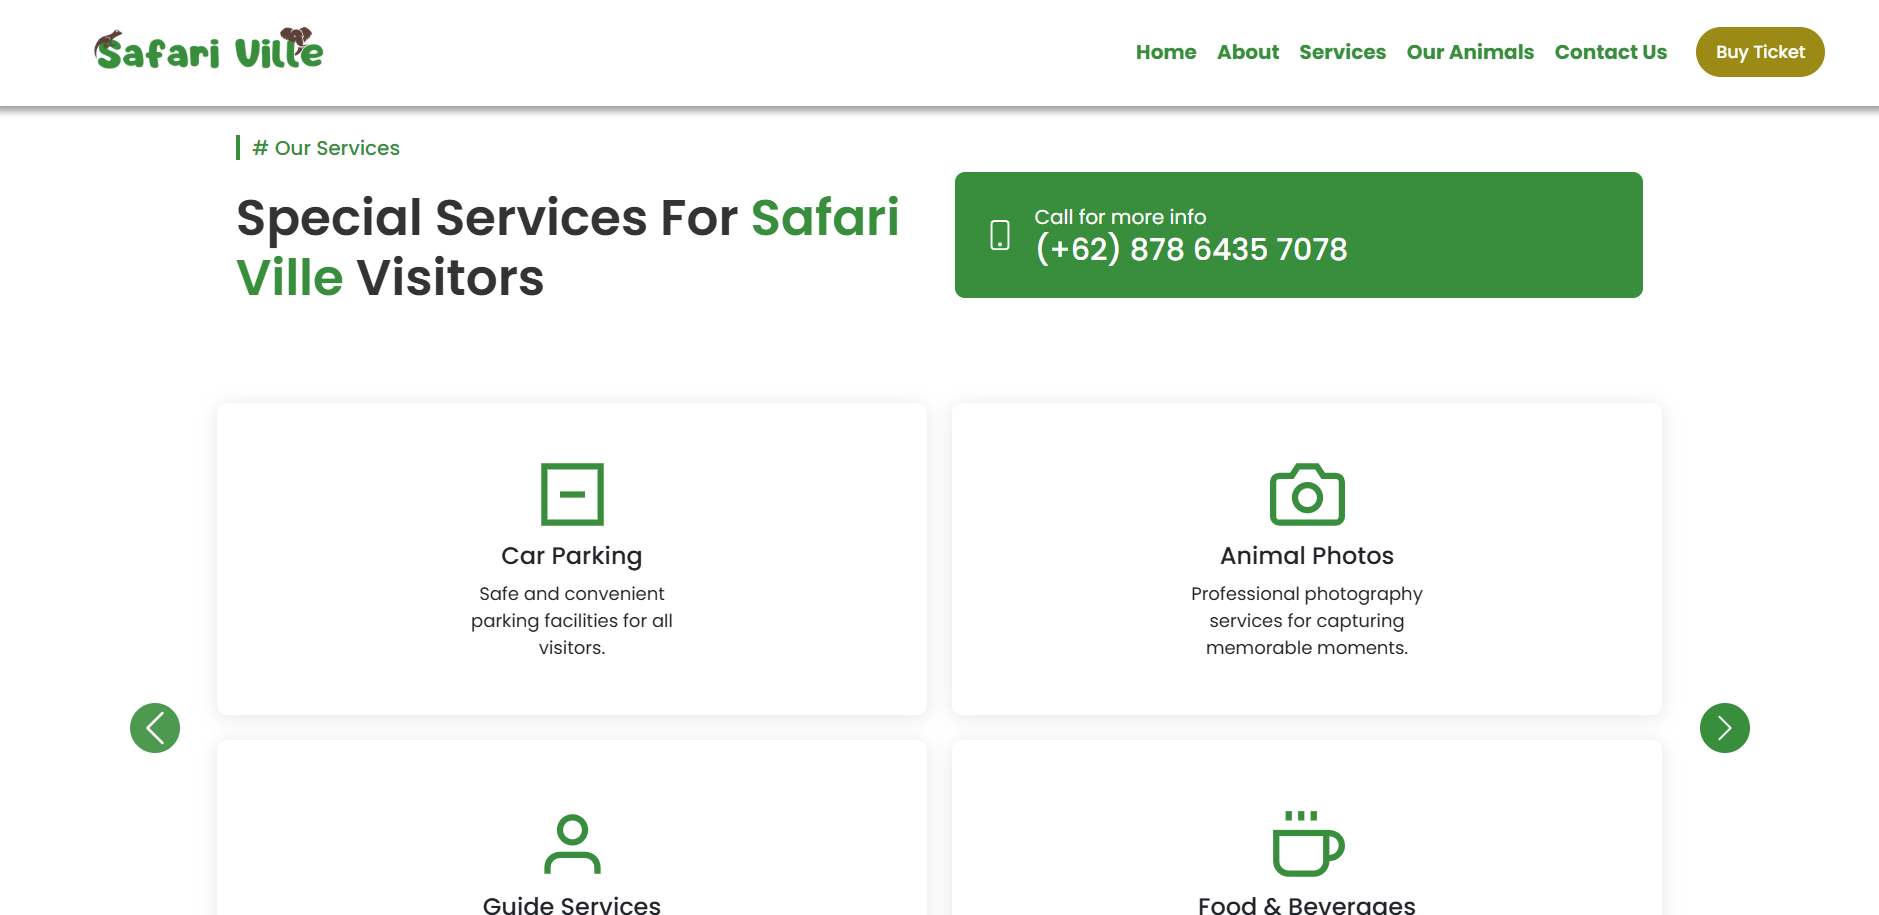 Safari Ville
Home About Services Our Animals Contact Us Buy Ticket
# Our Services
Special Services For Safari
Ville Visitors
Call for more info
(+62) 878 6435 7078
Car Parking
Safe and convenient
parking facilities for all
visitors.
Animal Photos
Professional photography
services for capturing
memorable moments.
Guide Services
Food & Beverages